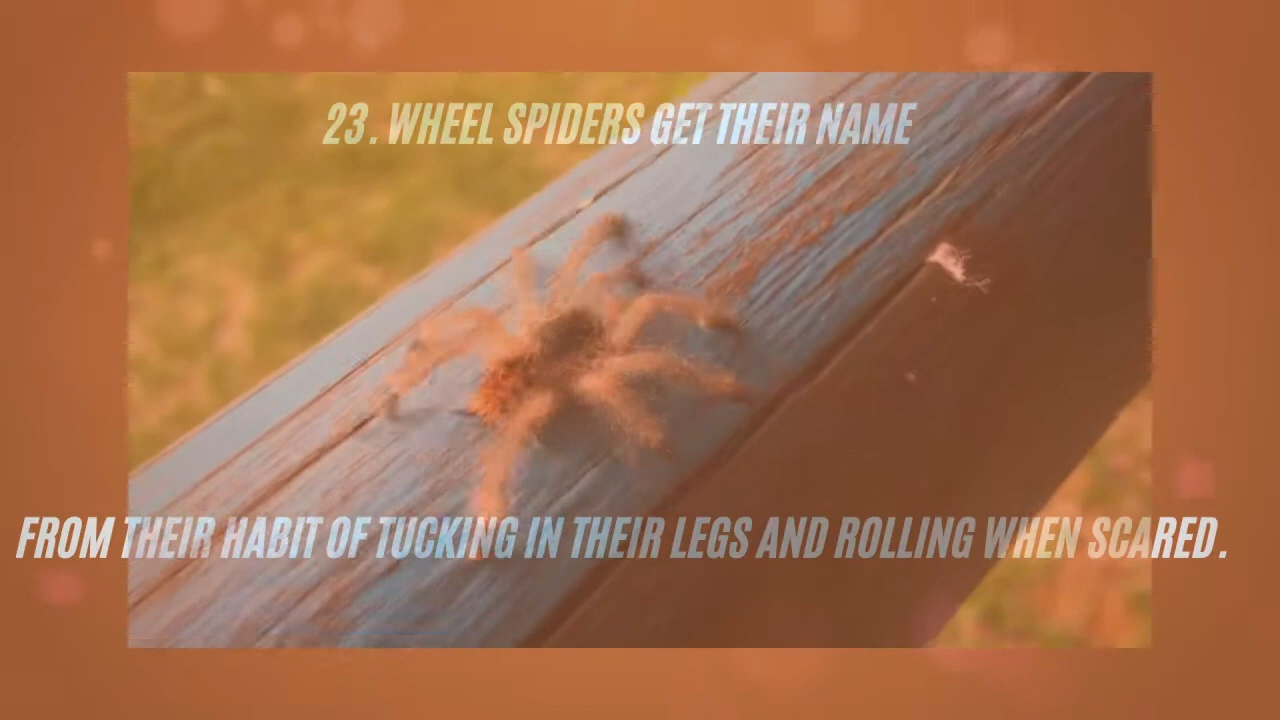 23. WHEEL SPIDERS GET THEIR NAME
FROM THEIR HABIT OF TUCKING IN THEIR LEGS AND ROLLING WHEN SCARED.